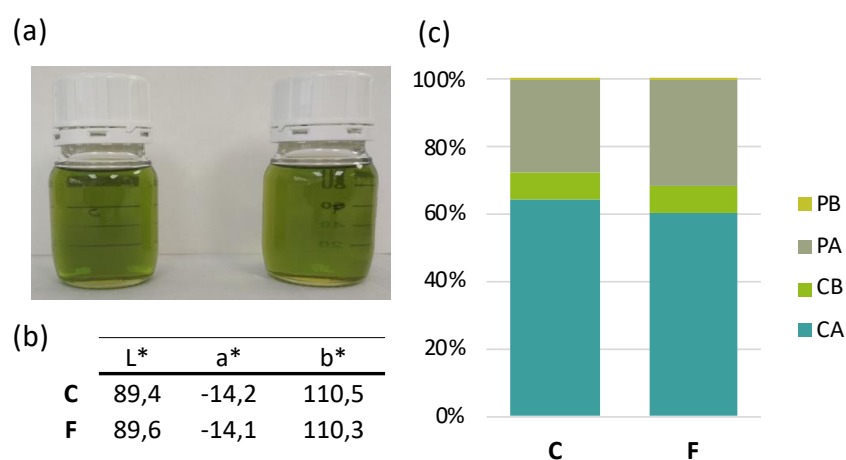 (a)
(b)
L* a* b*
C 89,4 -14,2 110,5
F 89,6 -14,1 110,3
(c)
100%
80%
60%
40%
20%
0%
C F
PB
PA
CB
CA